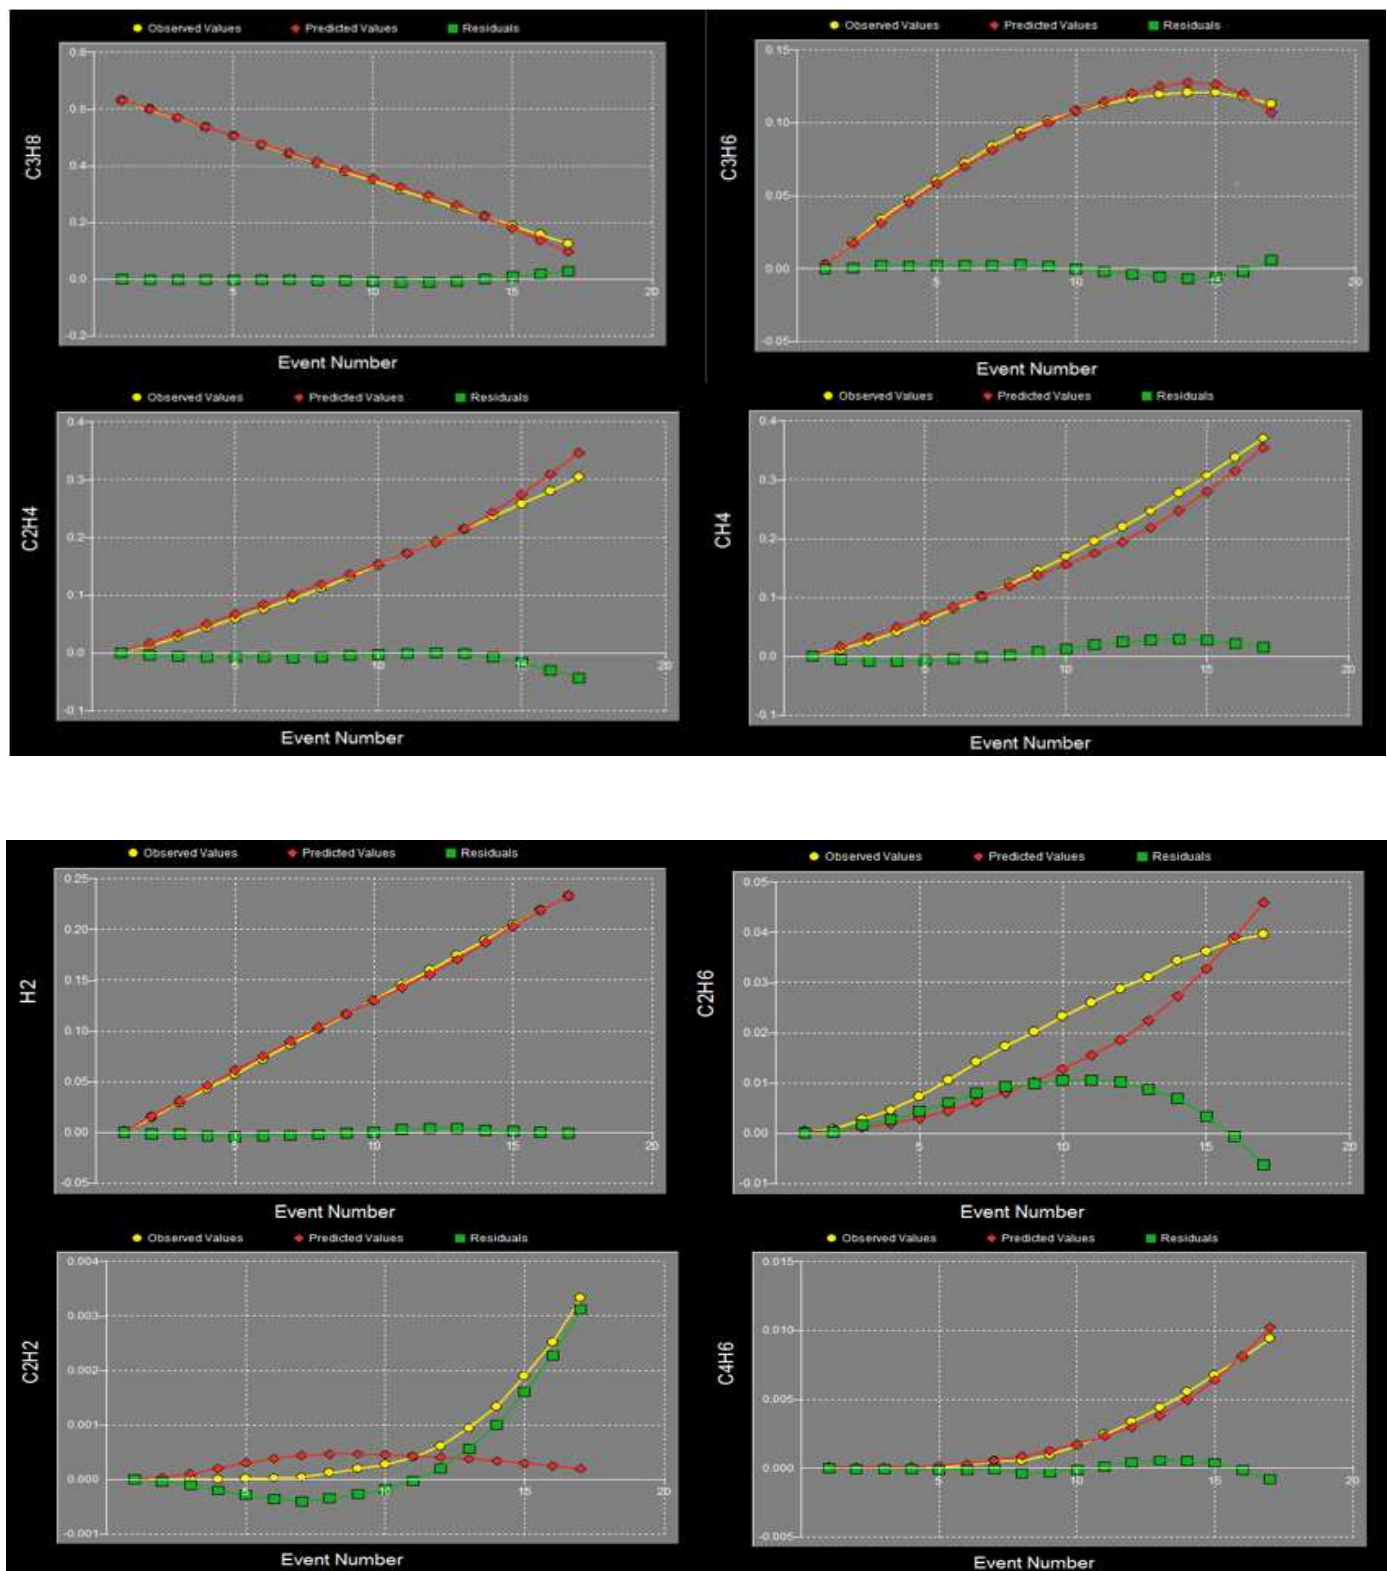 Observed Values Predicted Values Residuals
0.8
0.6
0.4
0.2
0.0
-0.2
5 10 15 20
C3H8
Event Number
Observed Values Predicted Values Residuals
0.15
0.10
0.05
0.00
-0.05
5 10 15 20
C3H6
Event Number
Observed Values Predicted Values Residuals
0.4
0.3
0.2
0.1
0.0
-0.1
5 10 15 20
C2H4
Event Number
Observed Values Predicted Values Residuals
0.4
0.3
0.2
0.1
0.0
-0.1
5 10 15 20
CH4
Event Number
Observed Values Predicted Values Residuals
0.25
0.20
0.15
0.10
0.05
0.00
-0.05
5 10 15 20
H2
Event Number
Observed Values Predicted Values Residuals
0.05
0.04
0.03
0.02
0.01
0.00
-0.01
5 10 15 20
C2H6
Event Number
Observed Values Predicted Values Residuals
0.004
0.003
0.002
0.001
0.000
-0.001
5 10 15 20
C2H2
Event Number
Observed Values Predicted Values Residuals
0.015
0.010
0.005
0.000
-0.005
5 10 15 20
C4H6
Event Number